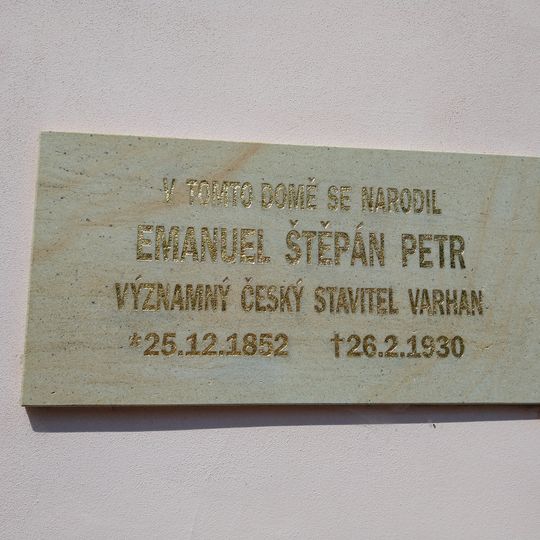 V TOMTO DOMĚ SE NARODIL
EMANUEL ŠTĚPÁN PETR
VÝZNAMNÝ ČESKÝ STAVITEL VARHAN
*25.12.1852 †26.2.1930